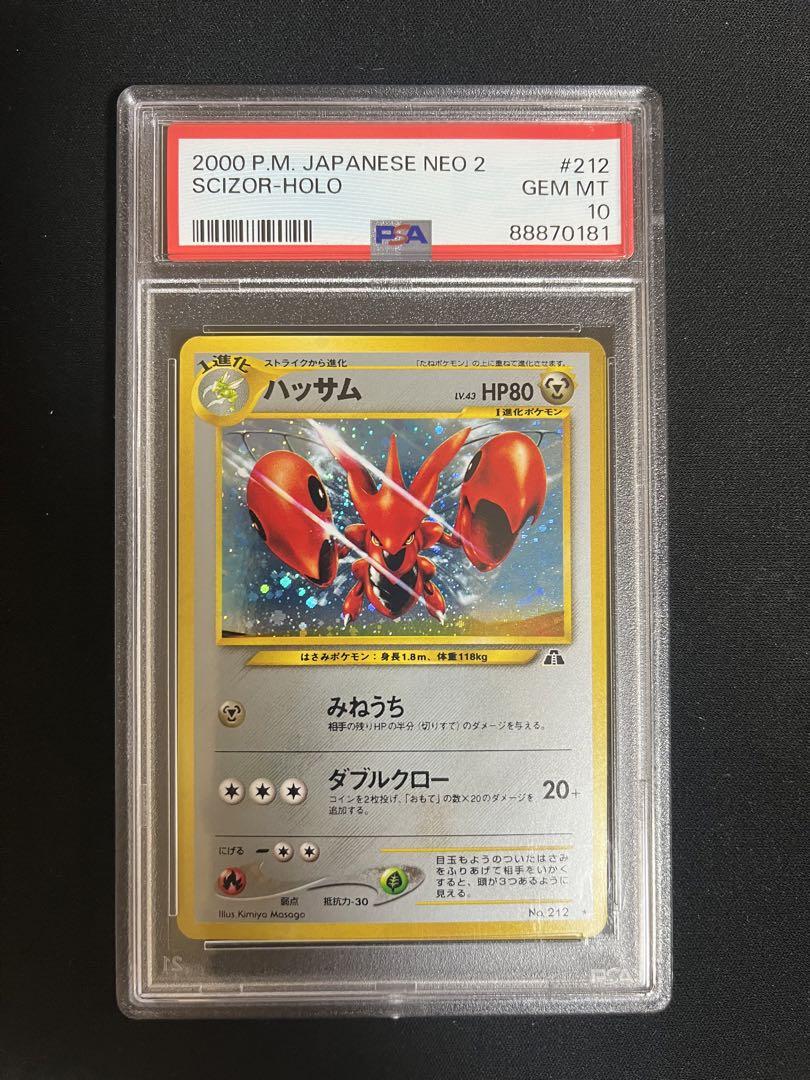 2000 P.M. JAPANESE NEO 2 #212
SCIZOR-HOLO GEM MT
10
PSA 88870181
1進化 ストライクから進化 「たねポケモン」の上に重ねて進化させます。
ハッサム LV.43 HP80
1進化ポケモン
はさみポケモン:身長1.8m、体重118kg
みねうち
相手の残りHPの半分(切りすて)のダメージを与える。
ダブルクロー 20+
コインを2枚投げ、「おもて」の数×20のダメージを
追加する。
にげる
弱点 抵抗力-30
目玉もようのついたはさみ
をふりあげて相手をいかく
すると、頭が3つあるように
見える。
Illus.Kimiya Masago No.212
PSA